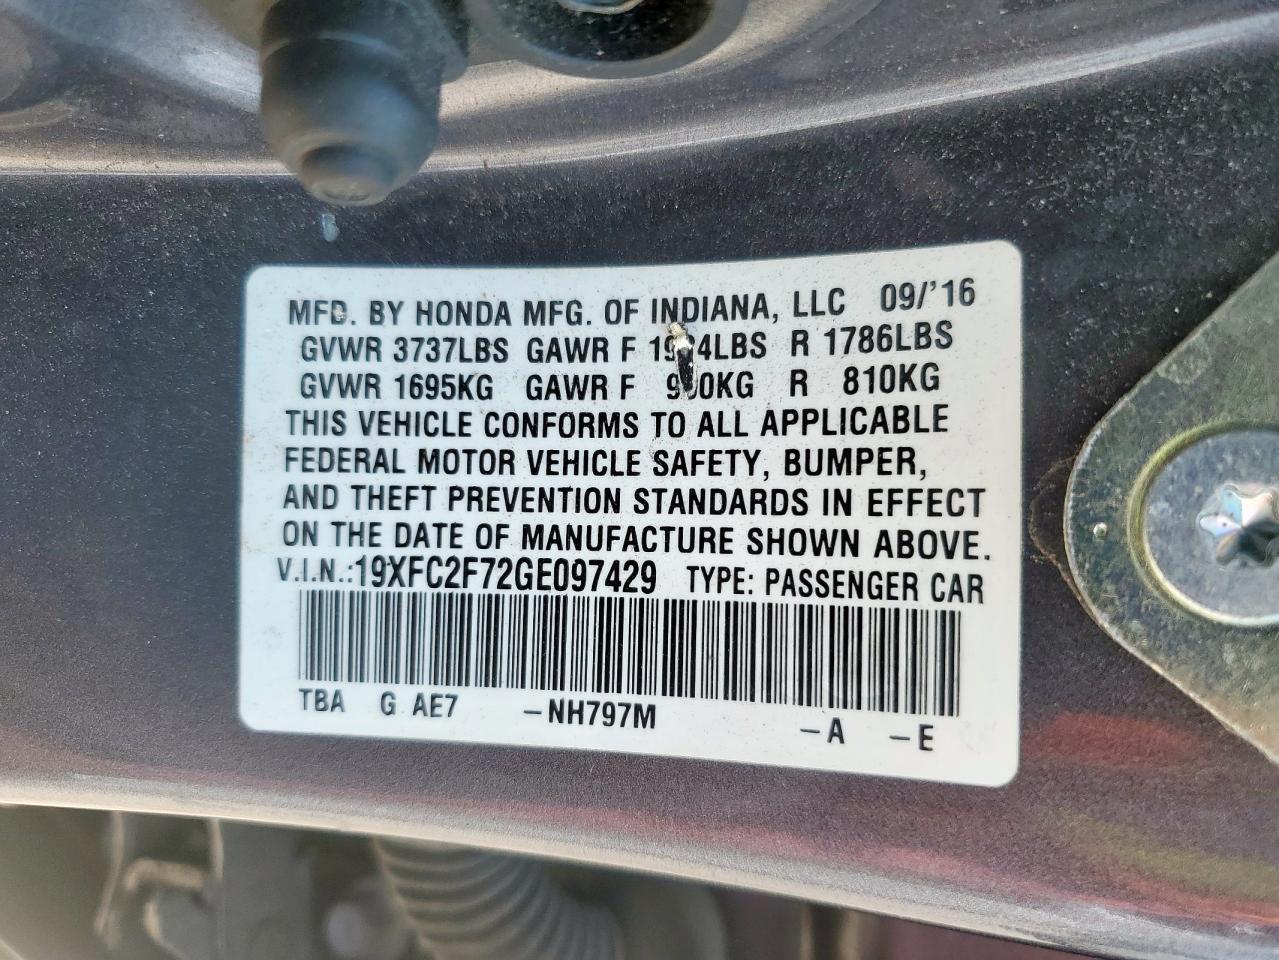 MFD. BY HONDA MFG. OF INDIANA, LLC 09/'16
GVWR 3737LBS GAWR F R 1786LBS
GVWR 1695KG GAWR F R 810KG
THIS VEHICLE CONFORMS TO ALL APPLICABLE
FEDERAL MOTOR VEHICLE SAFETY, BUMPER,
AND THEFT PREVENTION STANDARDS IN EFFECT
ON THE DATE OF MANUFACTURE SHOWN ABOVE.
V.I.N.:19XFC2F72GE097429 TYPE: PASSENGER CAR
TBA G AE7 -NH797M -A -E